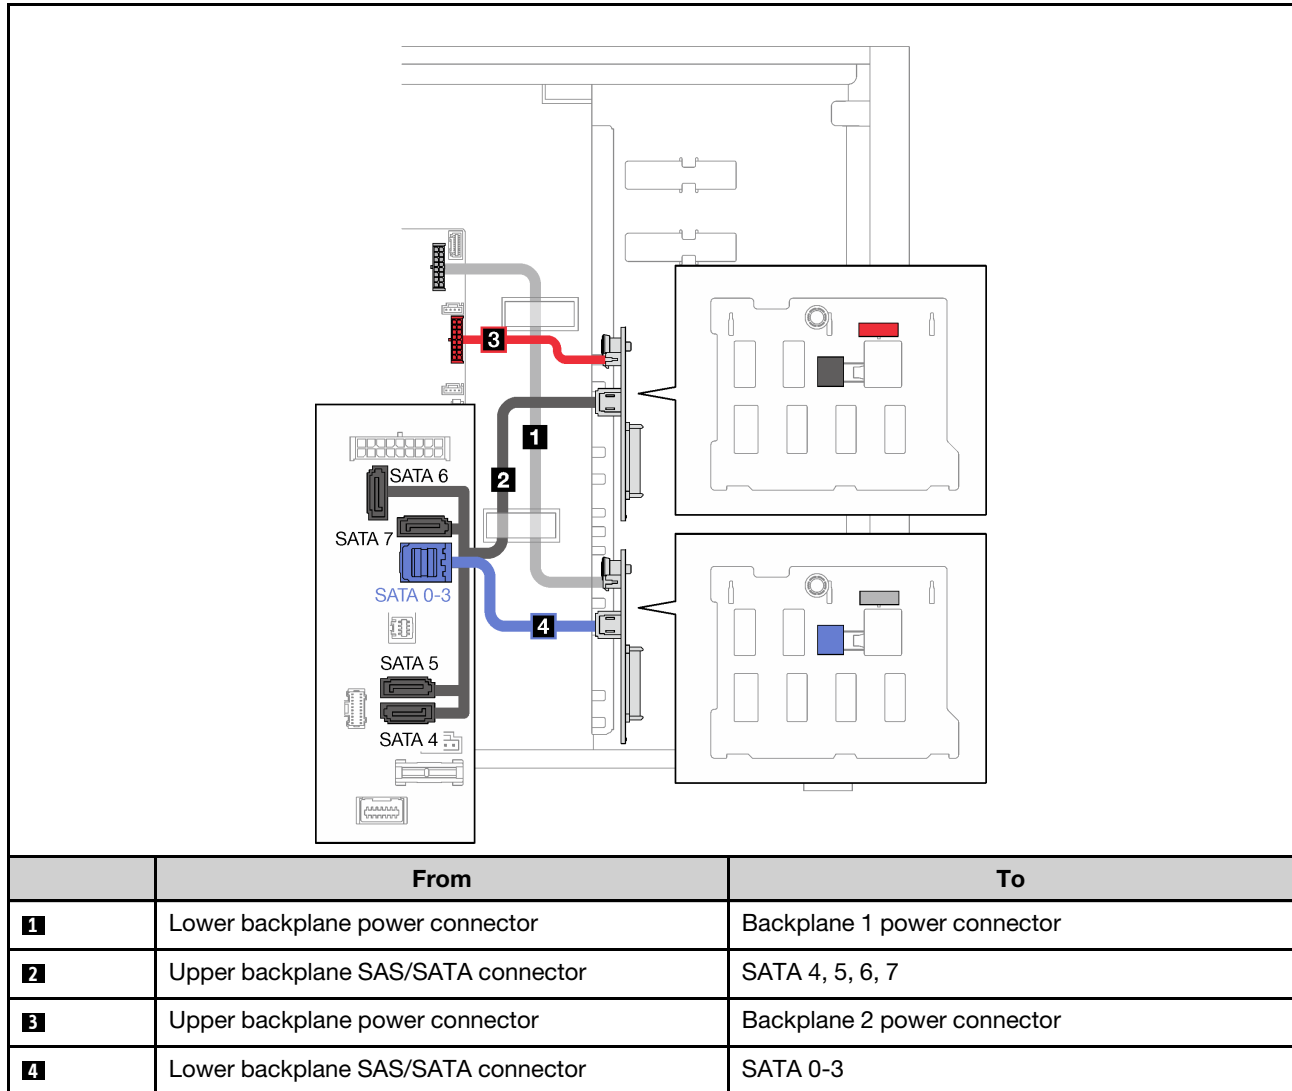 3
1
2
SATA 6
SATA 7
SATA 0-3
4
SATA 5
SATA 4
From To
1 Lower backplane power connector Backplane 1 power connector
2 Upper backplane SAS/SATA connector SATA 4, 5, 6, 7
3 Upper backplane power connector Backplane 2 power connector
4 Lower backplane SAS/SATA connector SATA 0-3